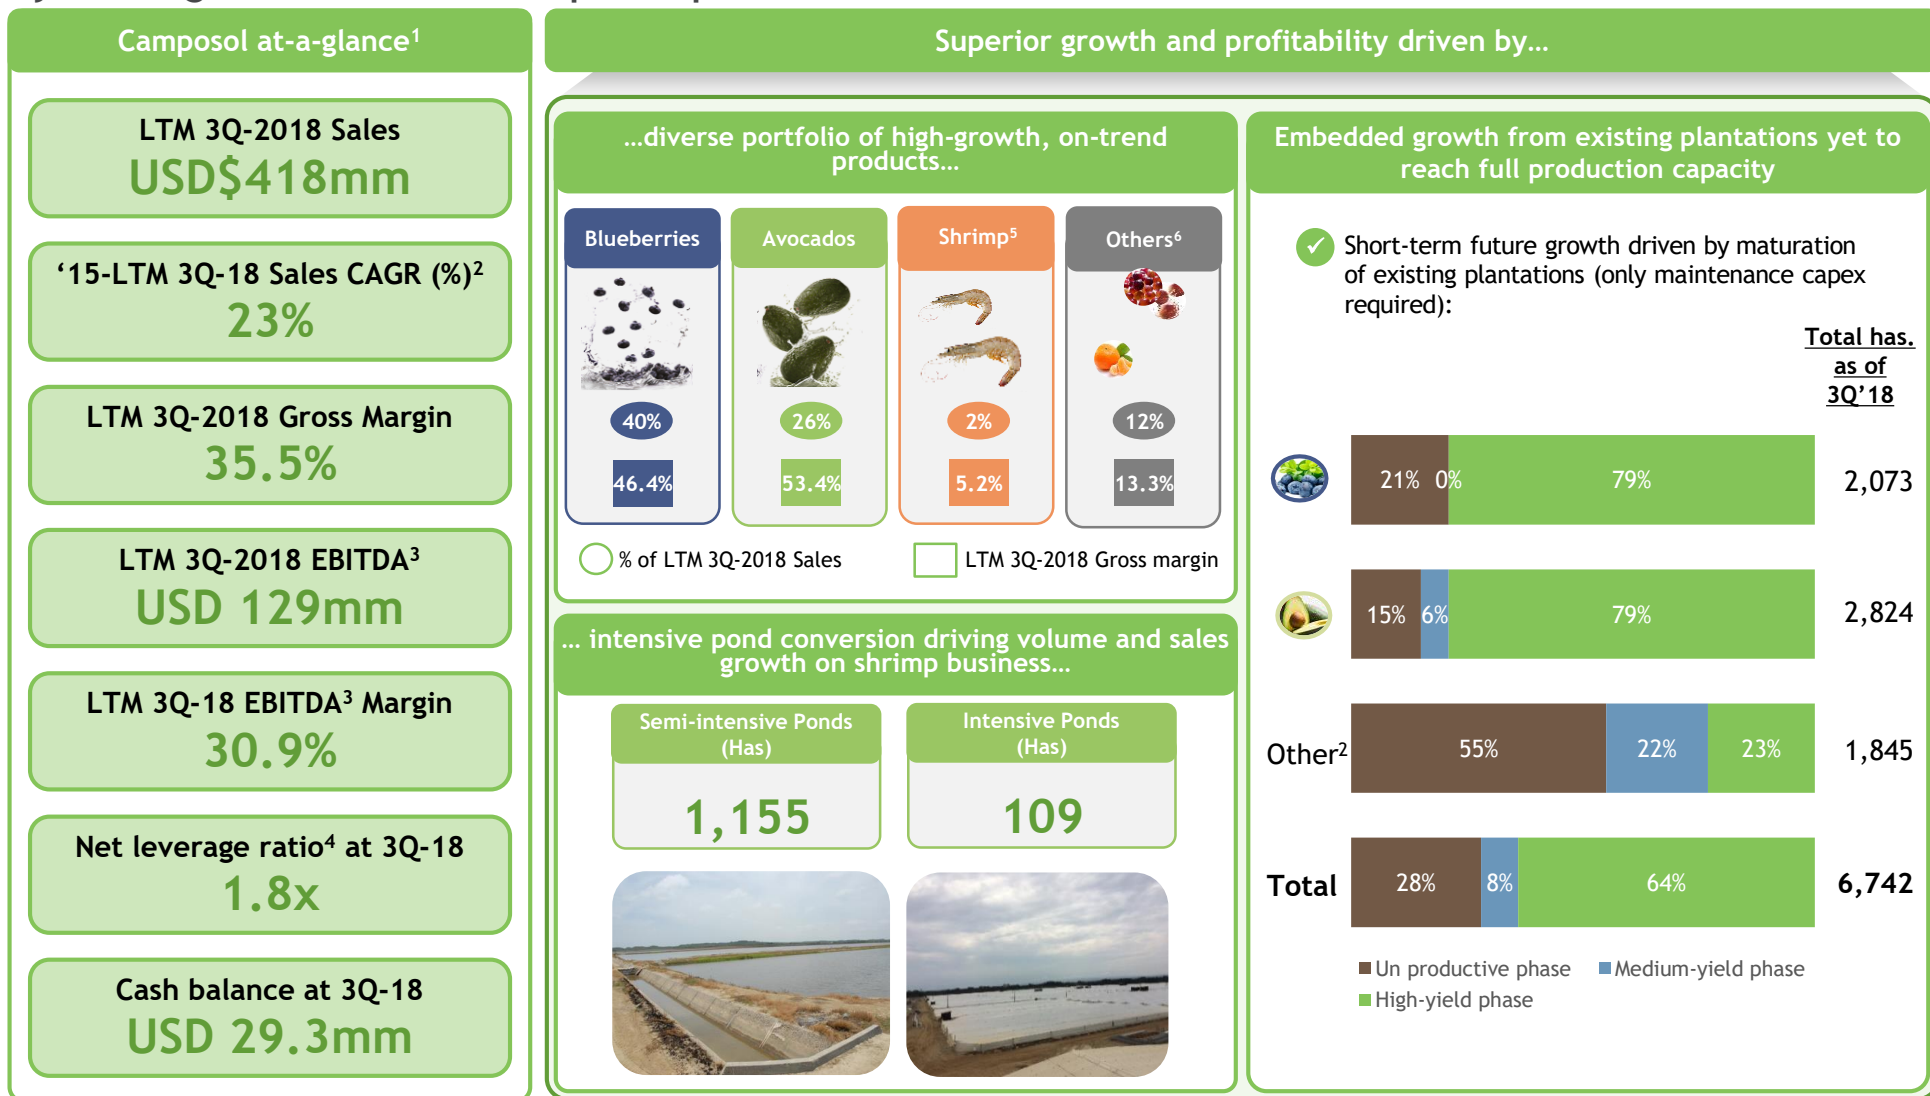 Camposol at-a-glance¹
LTM 3Q-2018 Sales
USD$418mm
‘15-LTM 3Q-18 Sales CAGR (%)²
23%
LTM 3Q-2018 Gross Margin
35.5%
LTM 3Q-2018 EBITDA³
USD 129mm
LTM 3Q-18 EBITDA³ Margin
30.9%
Net leverage ratio⁴ at 3Q-18
1.8x
Cash balance at 3Q-18
USD 29.3mm
Superior growth and profitability driven by…
…diverse portfolio of high-growth, on-trend
products…
Blueberries
Avocados
Shrimp⁵
Others⁶
40%
26%
2%
12%
46.4%
53.4%
5.2%
13.3%
% of LTM 3Q-2018 Sales
LTM 3Q-2018 Gross margin
… intensive pond conversion driving volume and sales
growth on shrimp business…
Semi-intensive Ponds
(Has)
1,155
Intensive Ponds
(Has)
109
Embedded growth from existing plantations yet to
reach full production capacity
Short-term future growth driven by maturation
of existing plantations (only maintenance capex
required):
Total has.
as of
3Q’18
21% 0% 79% 2,073
15% 6% 79% 2,824
Other² 55% 22% 23% 1,845
Total 28% 8% 64% 6,742
Un productive phase
Medium-yield phase
High-yield phase